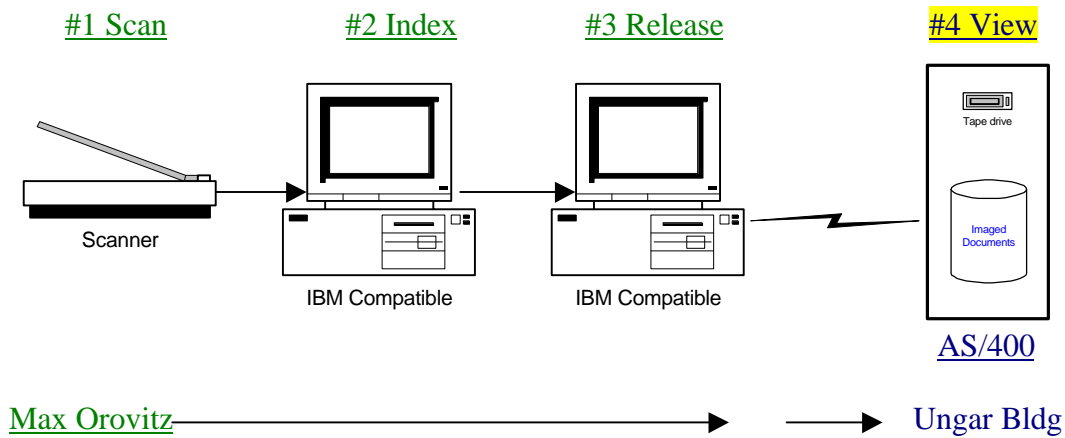 #1 Scan #2 Index #3 Release #4 View
Tape drive
Imaged
Documents
Scanner
IBM Compatible IBM Compatible
AS/400
Max Orovitz Ungar Bldg